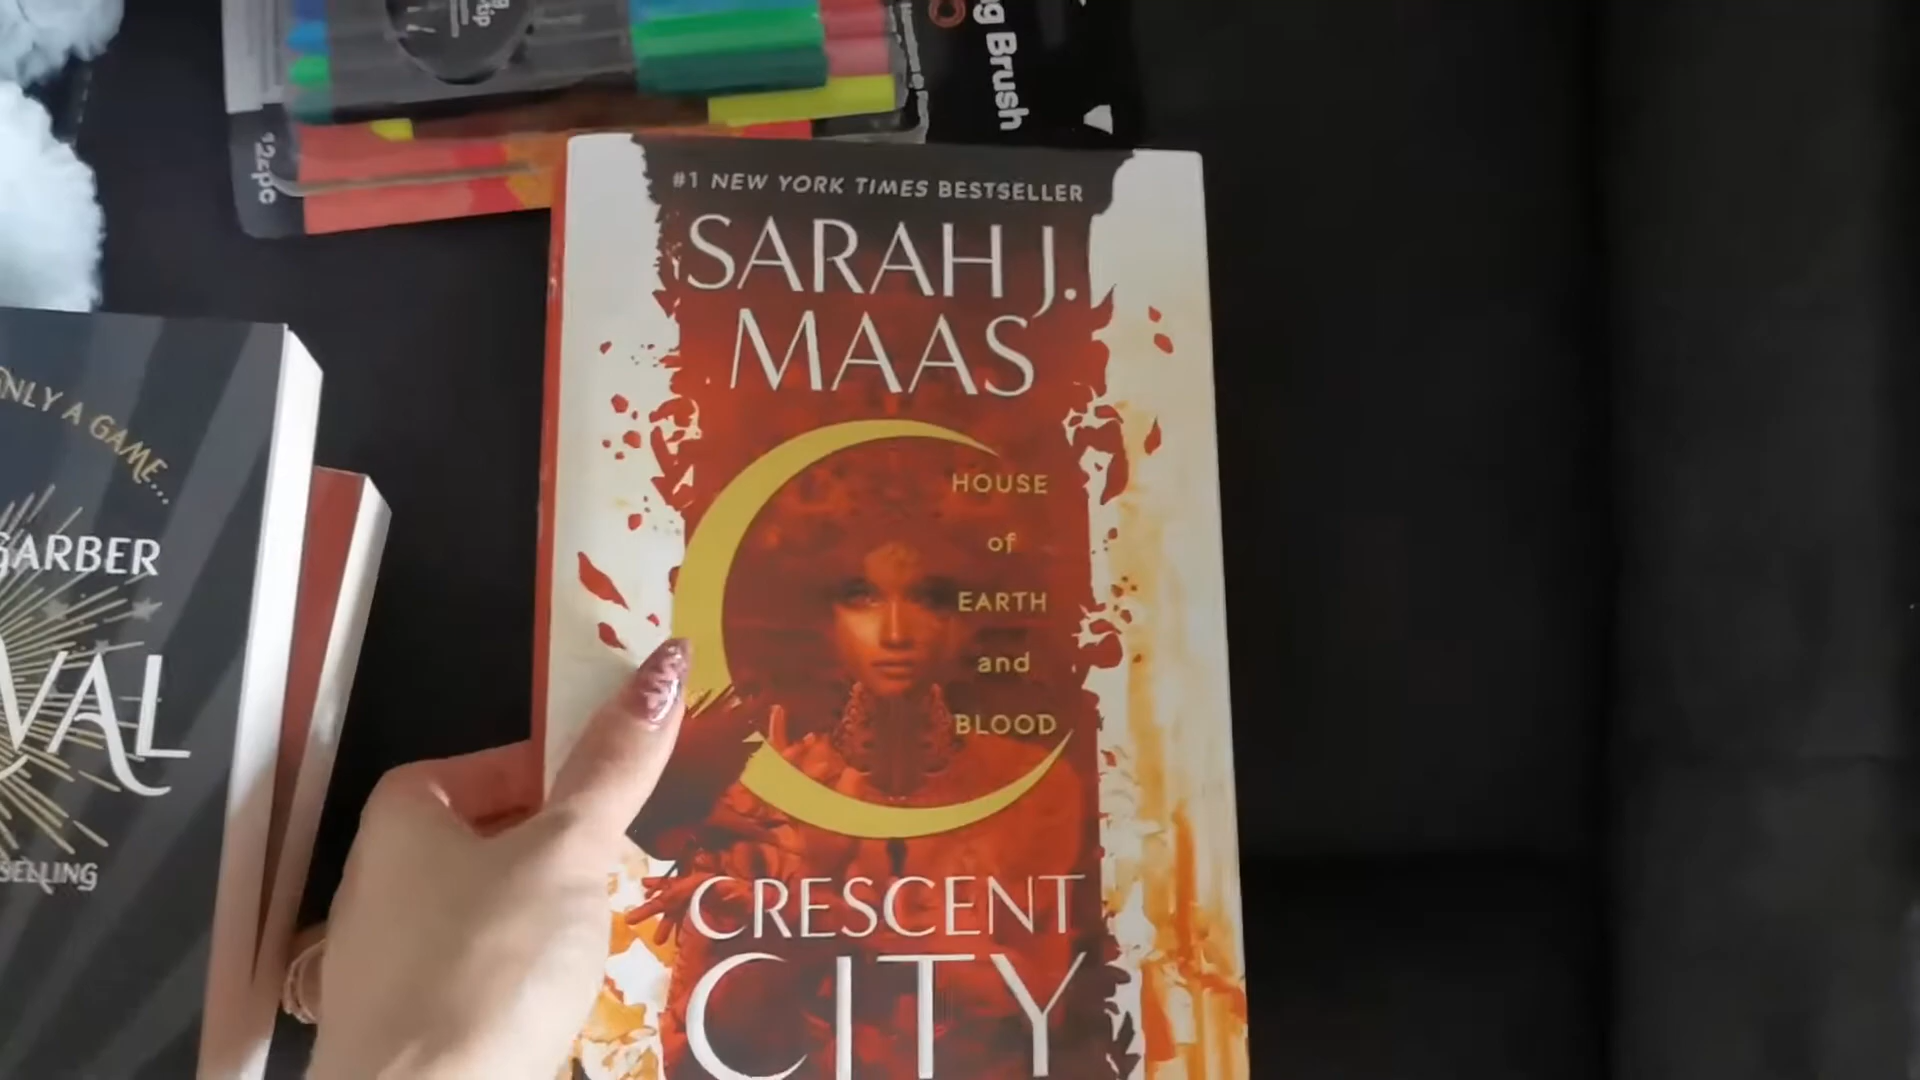 g Brush
12pc
#1 NEW YORK TIMES BESTSELLER
SARAH J.
MAAS
HOUSE
of
EARTH
and
BLOOD
CRESCENT
CITY
ONLY A GAME...
GARBER
VAL
SELLING